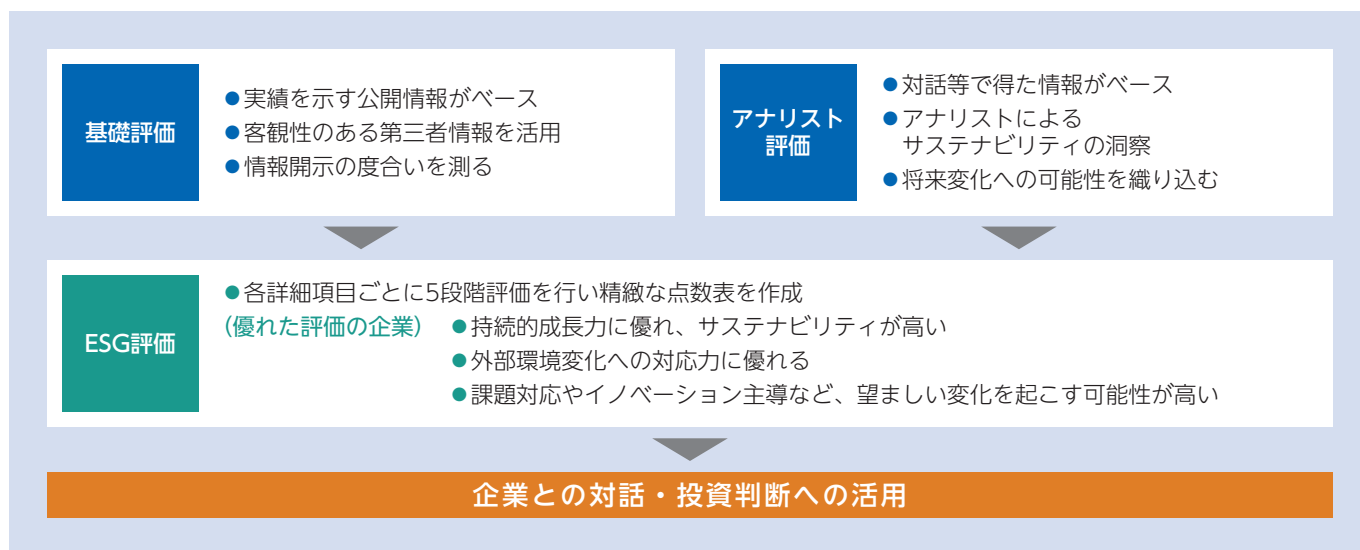 基礎評価
●実績を示す公開情報がベース
●客観性のある第三者情報を活用
●情報開示の度合いを測る
アナリスト
評価
●対話等で得た情報がベース
●アナリストによる
サステナビリティの洞察
●将来変化への可能性を織り込む
ESG評価
●各詳細項目ごとに5段階評価を行い精緻な点数表を作成
(優れた評価の企業) ●持続的成長力に優れ、サステナビリティが高い
●外部環境変化への対応力に優れる
●課題対応やイノベーション主導など、望ましい変化を起こす可能性が高い
企業との対話・投資判断への活用